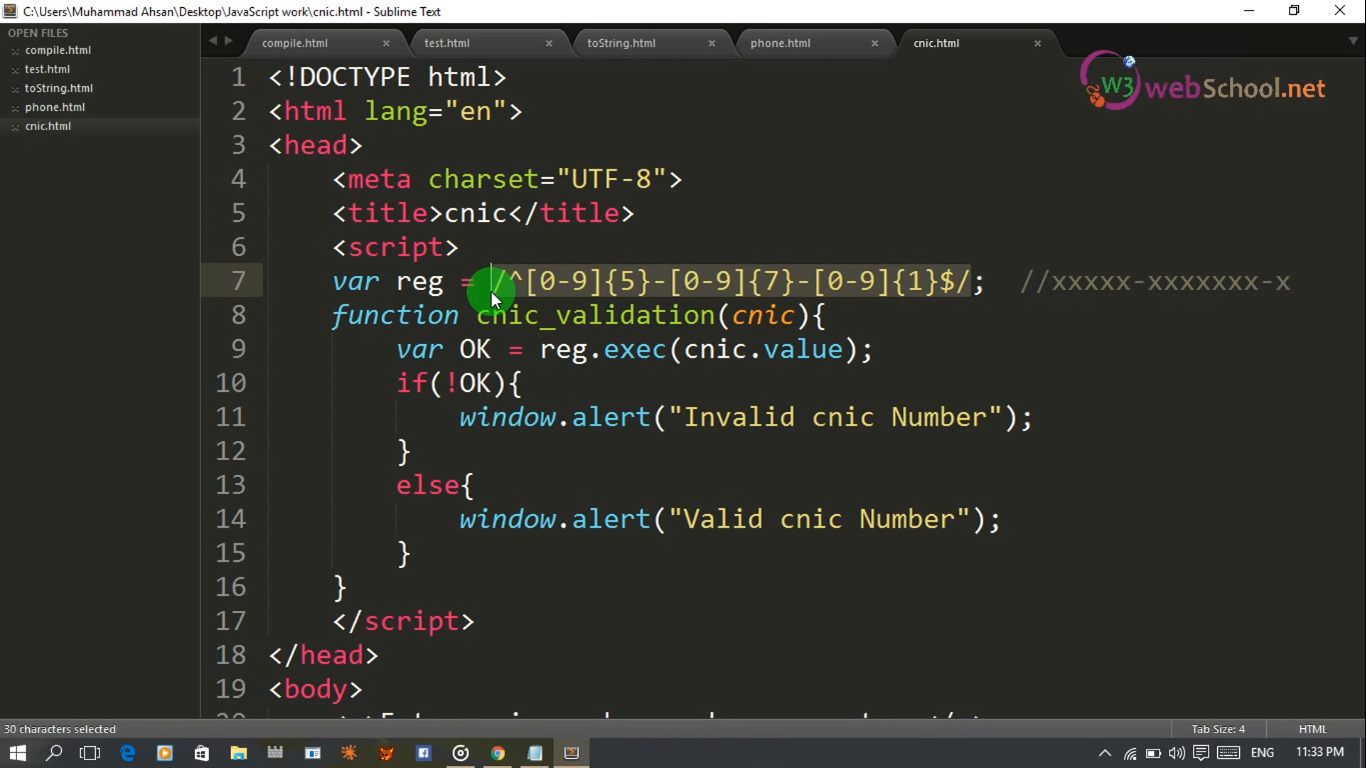 C:\Users\Muhammad Ahsan\Desktop\JavaScript work\cnic.html - Sublime Text
OPEN FILES
compile.html
test.html
toString.html
phone.html
cnic.html
compile.html
test.html
toString.html
phone.html
cnic.html
W3webSchool.net
1 <!DOCTYPE html>
2 <html lang="en">
3 <head>
4 <meta charset="UTF-8">
5 <title>cnic</title>
6 <script>
7 var reg = /^[0-9]{5}-[0-9]{7}-[0-9]{1}$/; //xxxxx-xxxxxxx-x
8 function cnic_validation(cnic){
9 var OK = reg.exec(cnic.value);
10 if(!OK){
11 window.alert("Invalid cnic Number");
12 }
13 else{
14 window.alert("Valid cnic Number");
15 }
16 }
17 </script>
18 </head>
19 <body>
30 characters selected
Tab Size: 4
HTML
ENG
11:33 PM